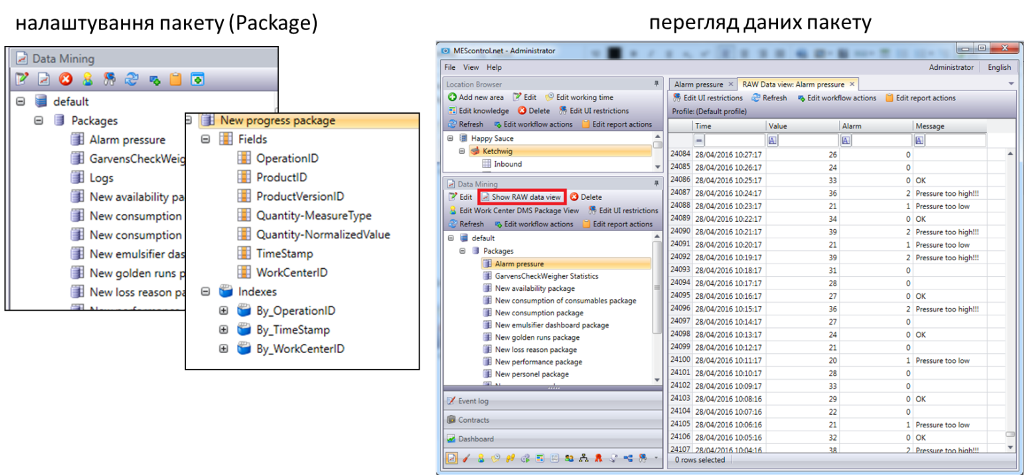 налаштування пакету (Package)
перегляд даних пакету
Data Mining
default
Packages
Alarm pressure
GarvensCheckWeighe
Logs
New availability pa
New consumption
New consumption
New emulsifier das
New golden runs p
New loss reason pa
New progress package
Fields
OperationID
ProductID
ProductVersionID
Quantity-MeasureType
Quantity-NormalizedValue
TimeStamp
WorkCenterID
Indexes
By_OperationID
By_TimeStamp
By_WorkCenterID
MEScontrol.net - Administrator
File View Help
Administrator English
Location Browser
Add new area Edit Edit working time
Edit knowledge Delete Edit UI restrictions
Refresh Edit workflow actions Edit report actions
Happy Sauce
Ketchwig
Inbound
Data Mining
Edit Show RAW data view Delete
Edit Work Center DMS Package View Edit UI restrictions
Refresh Edit workflow actions Edit report actions
default
Packages
Alarm pressure
GarvensCheckWeigher Statistics
New availability package
New consumption of consumables package
New consumption package
New emulsifier dashboard package
New golden runs package
New loss reason package
New performance package
New personel package
Event log
Contracts
Dashboard
Alarm pressure × RAW Data view: Alarm pressure ×
Edit UI restrictions Refresh Edit workflow actions Edit report actions
Profile: (Default profile)
Time Value Alarm Message
24084 28/04/2016 10:27:17 26 0
24085 28/04/2016 10:26:17 24 0
24086 28/04/2016 10:25:17 33 0 OK
24087 28/04/2016 10:24:17 36 2 Pressure too high!!!
24088 28/04/2016 10:23:17 21 1 Pressure too low
24089 28/04/2016 10:22:17 34 0 OK
24090 28/04/2016 10:21:17 39 2 Pressure too high!!!
24091 28/04/2016 10:20:17 21 1 Pressure too low
24092 28/04/2016 10:19:17 39 2 Pressure too high!!!
24093 28/04/2016 10:18:17 31 0
24094 28/04/2016 10:17:17 28 0
24095 28/04/2016 10:16:17 27 0 OK
24096 28/04/2016 10:15:17 36 2 Pressure too high!!!
24097 28/04/2016 10:14:17 27 0
24098 28/04/2016 10:13:17 24 0 OK
24099 28/04/2016 10:12:17 21 0
24100 28/04/2016 10:11:17 20 1 Pressure too low
24101 28/04/2016 10:10:17 28 0
24102 28/04/2016 10:09:17 33 0
24103 28/04/2016 10:08:16 29 0 OK
24104 28/04/2016 10:07:16 22 0
24105 28/04/2016 10:06:16 21 1 Pressure too low
24106 28/04/2016 10:05:16 32 0 OK
24107 28/04/2016 10:04:16 38 2 Pressure too high!!!
0 rows selected